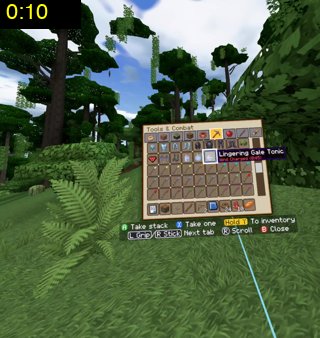 0:10
Tools & Combat
Lingering Gale Tonic
A Take stack X Take one Hold Y To inventory
L Grip/R Stick Next tab R Scroll B Close